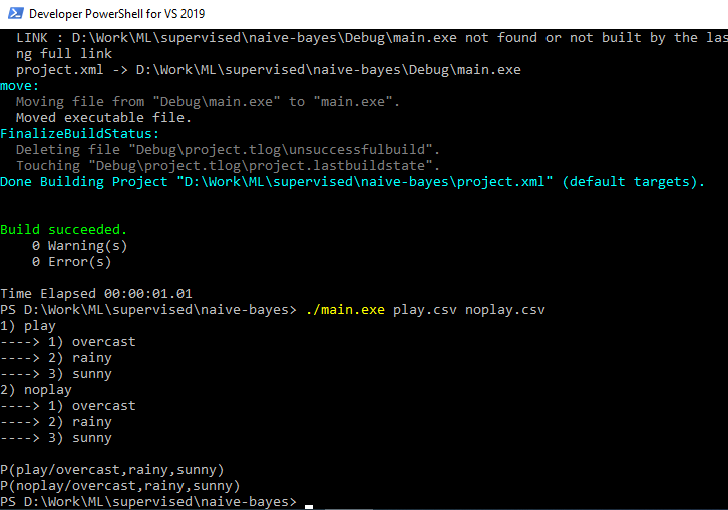 Developer PowerShell for VS 2019
LINK : D:\Work\ML\supervised\naive-bayes\Debug\main.exe not found or not built by the las
ng full link
project.xml -> D:\Work\ML\supervised\naive-bayes\Debug\main.exe
move:
Moving file from "Debug\main.exe" to "main.exe".
Moved executable file.
FinalizeBuildStatus:
Deleting file "Debug\project.tlog\unsuccessfulbuild".
Touching "Debug\project.tlog\project.lastbuildstate".
Done Building Project "D:\Work\ML\supervised\naive-bayes\project.xml" (default targets).
Build succeeded.
0 Warning(s)
0 Error(s)
Time Elapsed 00:00:01.01
PS D:\Work\ML\supervised\naive-bayes> ./main.exe play.csv noplay.csv
1) play
----> 1) overcast
----> 2) rainy
----> 3) sunny
2) noplay
----> 1) overcast
----> 2) rainy
----> 3) sunny
P(play/overcast,rainy,sunny)
P(noplay/overcast,rainy,sunny)
PS D:\Work\ML\supervised\naive-bayes>